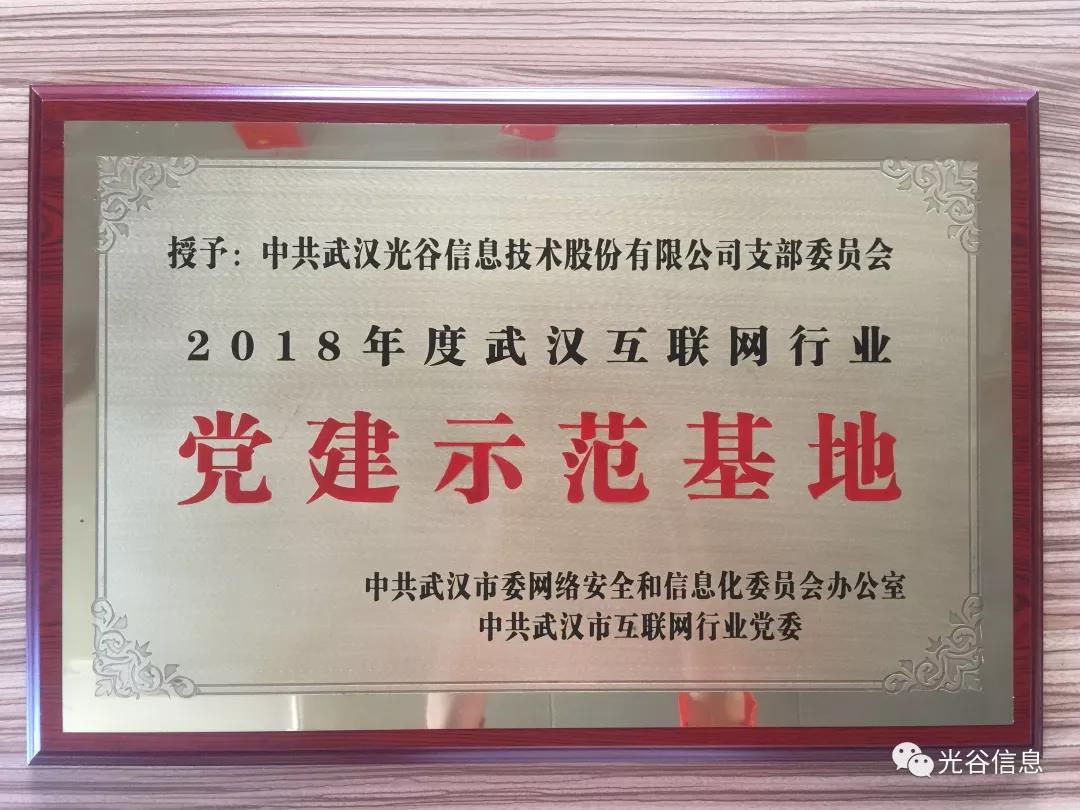 授予：中共武汉光谷信息技术股份有限公司支部委员会
2018年度武汉互联网行业
党建示范基地
中共武汉市委网络安全和信息化委员会办公室
中共武汉市互联网行业党委
光谷信息